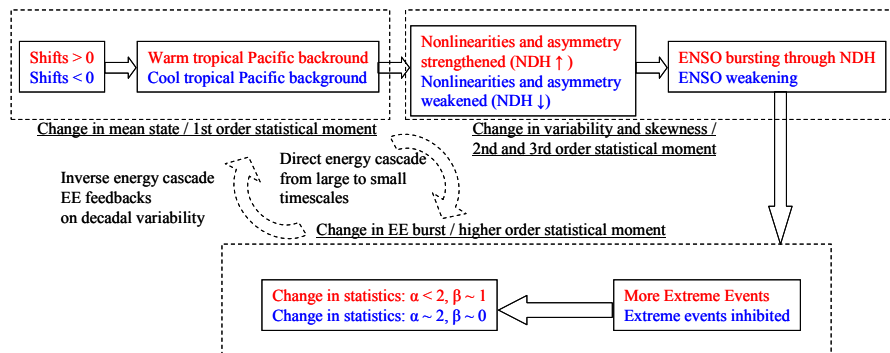 Shifts > 0
Shifts < 0
Warm tropical Pacific backround
Cool tropical Pacific background
Nonlinearities and asymmetry
strengthened (NDH ↑ )
Nonlinearities and asymmetry
weakened (NDH ↓)
ENSO bursting through NDH
ENSO weakening
Change in mean state / 1st order statistical moment
Change in variability and skewness /
2nd and 3rd order statistical moment
Direct energy cascade
from large to small
timescales
Inverse energy cascade
EE feedbacks
on decadal variability
Change in EE burst / higher order statistical moment
Change in statistics: α < 2, β ~ 1
Change in statistics: α ~ 2, β ~ 0
More Extreme Events
Extreme events inhibited